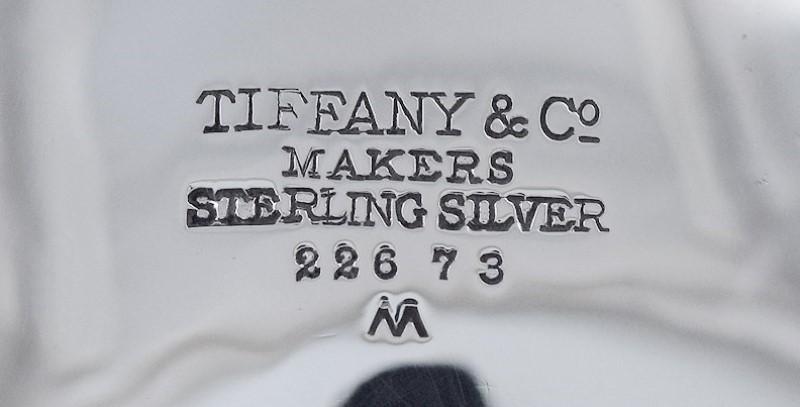 TIFFANY & Cº
MAKERS
STERLING SILVER
226 73
M